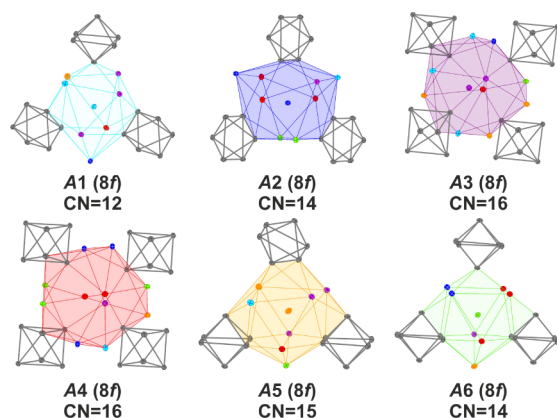 A1 (8f)
CN=12
A2 (8f)
CN=14
A3 (8f)
CN=16
A4 (8f)
CN=16
A5 (8f)
CN=15
A6 (8f)
CN=14